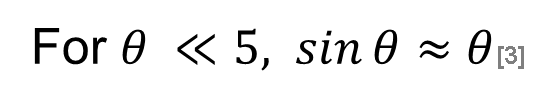 For θ ≪ 5, sin θ ≈ θ[3]